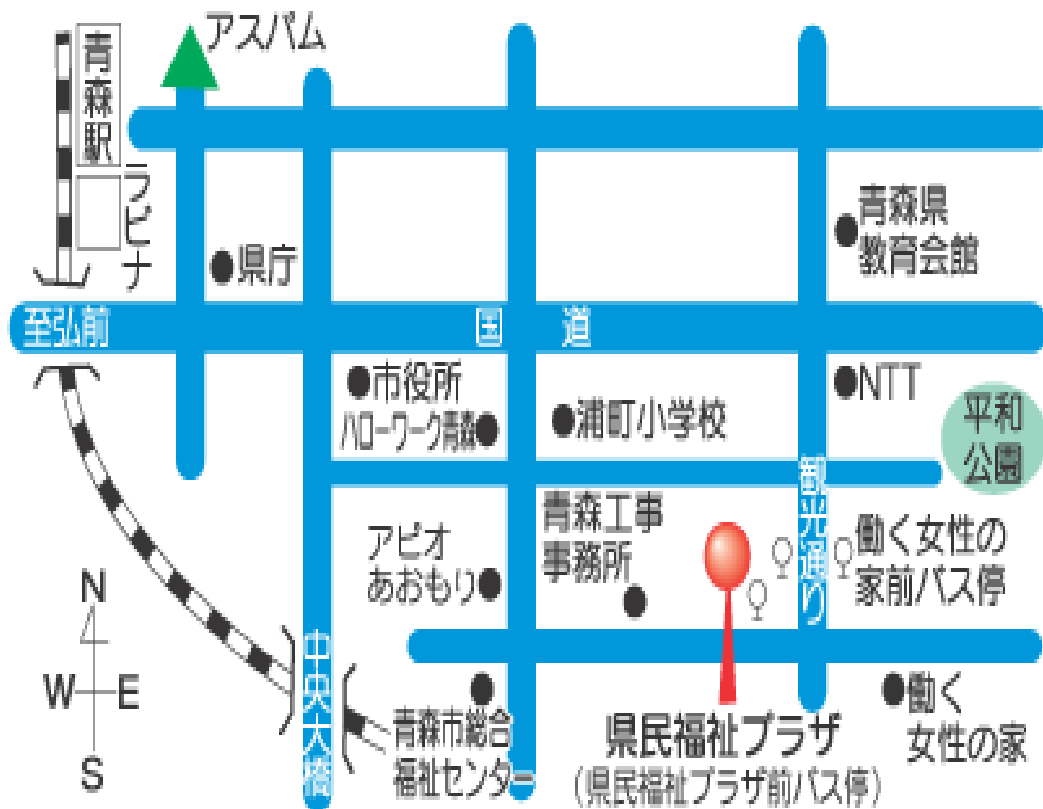 アスパム
青森駅
ラビナ
県庁
青森県
教育会館
至弘前
国道
市役所
ハローワーク青森
浦町小学校
NTT
平和
公園
観光通り
青森工事
事務所
アピオ
あおもり
働く女性の
家前バス停
N
W
E
S
中央大橋
青森市総合
福祉センター
県民福祉プラザ
(県民福祉プラザ前バス停)
働く
女性の家